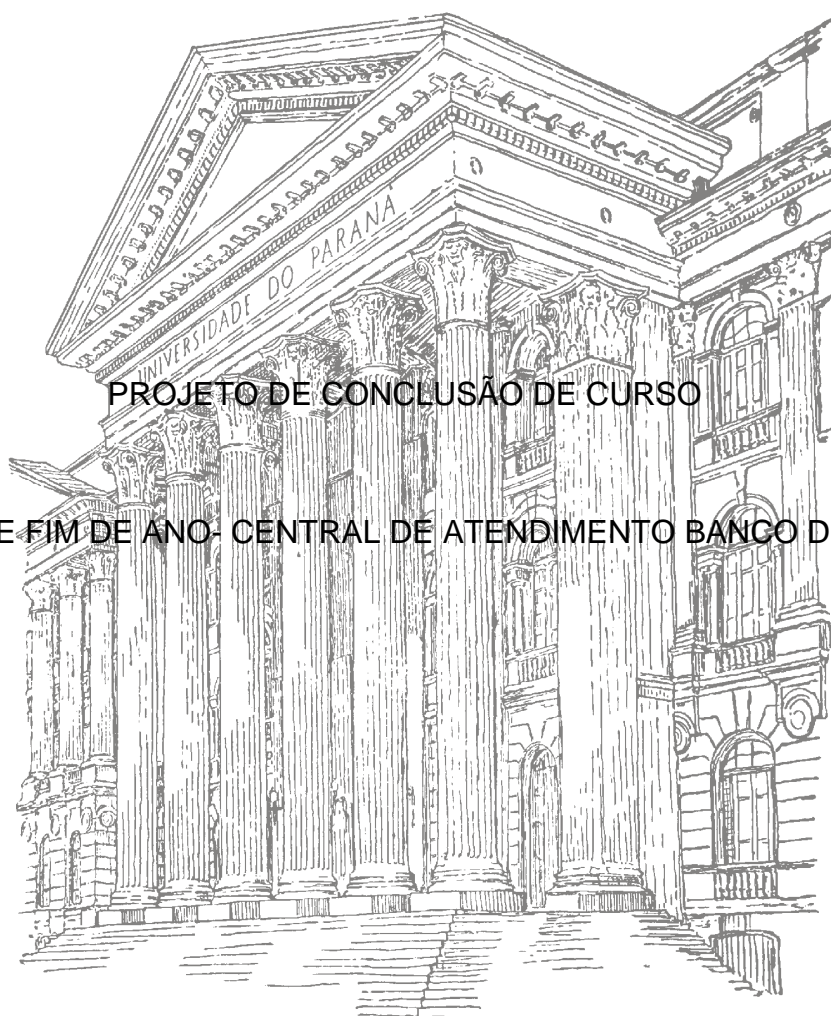 UNIVERSIDADE DO PARANÁ
PROJETO DE CONCLUSÃO DE CURSO
E FIM DE ANO- CENTRAL DE ATENDIMENTO BANCO D